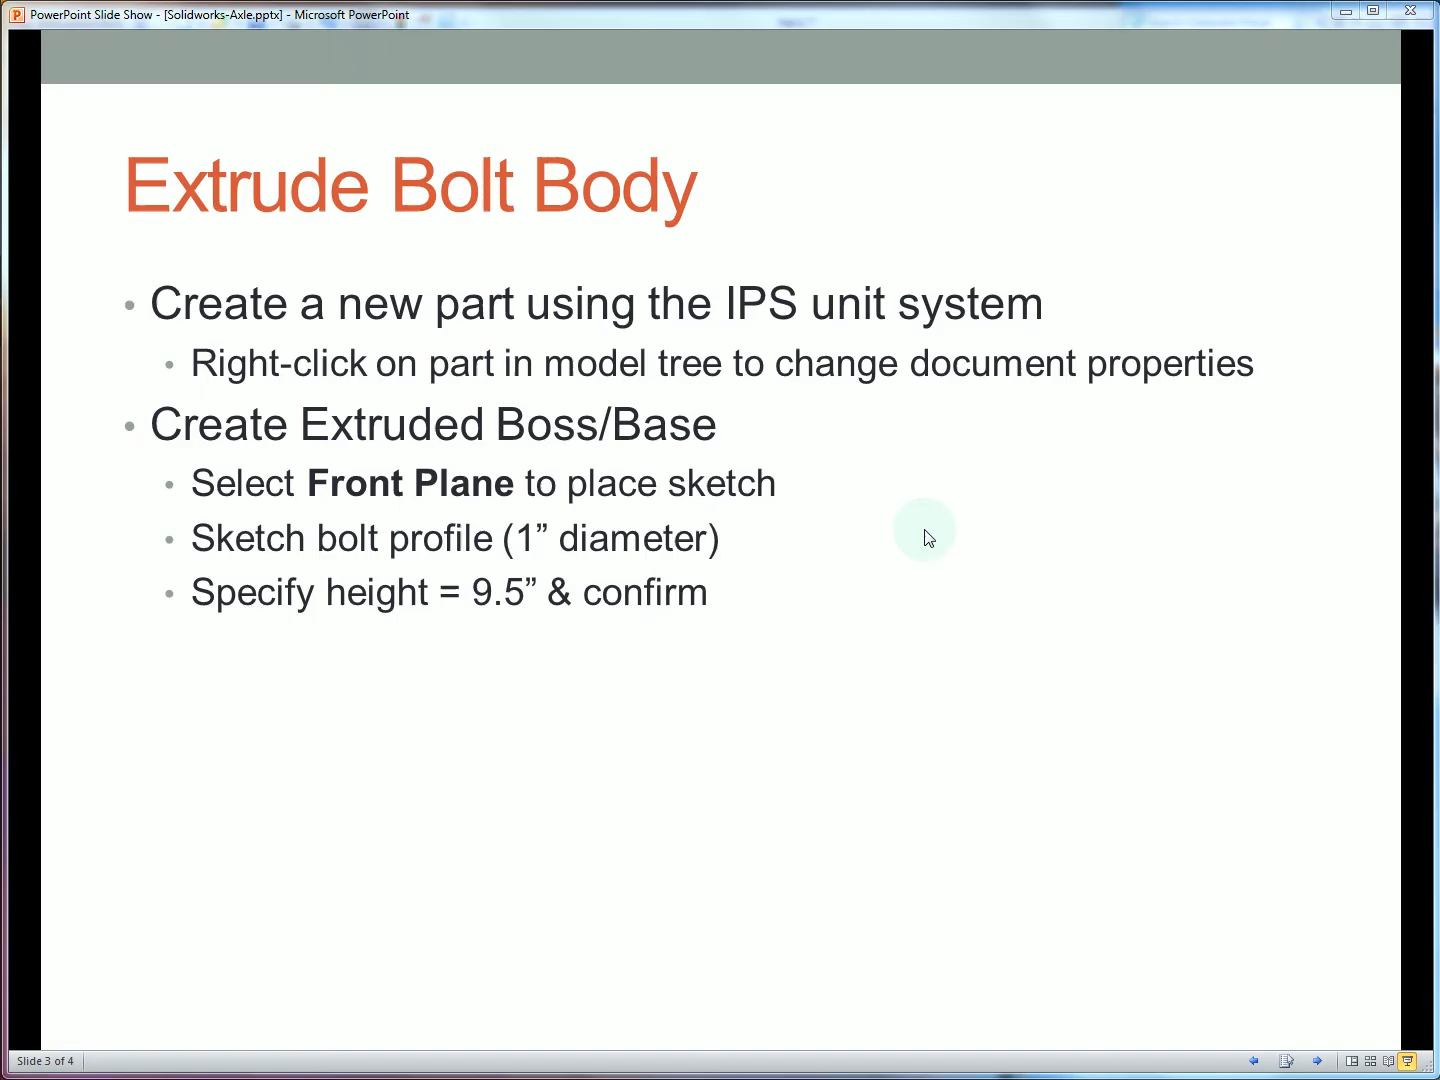 PowerPoint Slide Show - [Solidworks-Axle.pptx] - Microsoft PowerPoint
Extrude Bolt Body
• Create a new part using the IPS unit system
• Right-click on part in model tree to change document properties
• Create Extruded Boss/Base
• Select Front Plane to place sketch
• Sketch bolt profile (1” diameter)
• Specify height = 9.5” & confirm
Slide 3 of 4